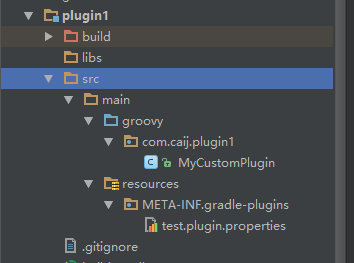 plugin1
build
libs
src
main
groovy
com.caij.plugin1
MyCustomPlugin
resources
META-INF.gradle-plugins
test.plugin.properties
.gitignore